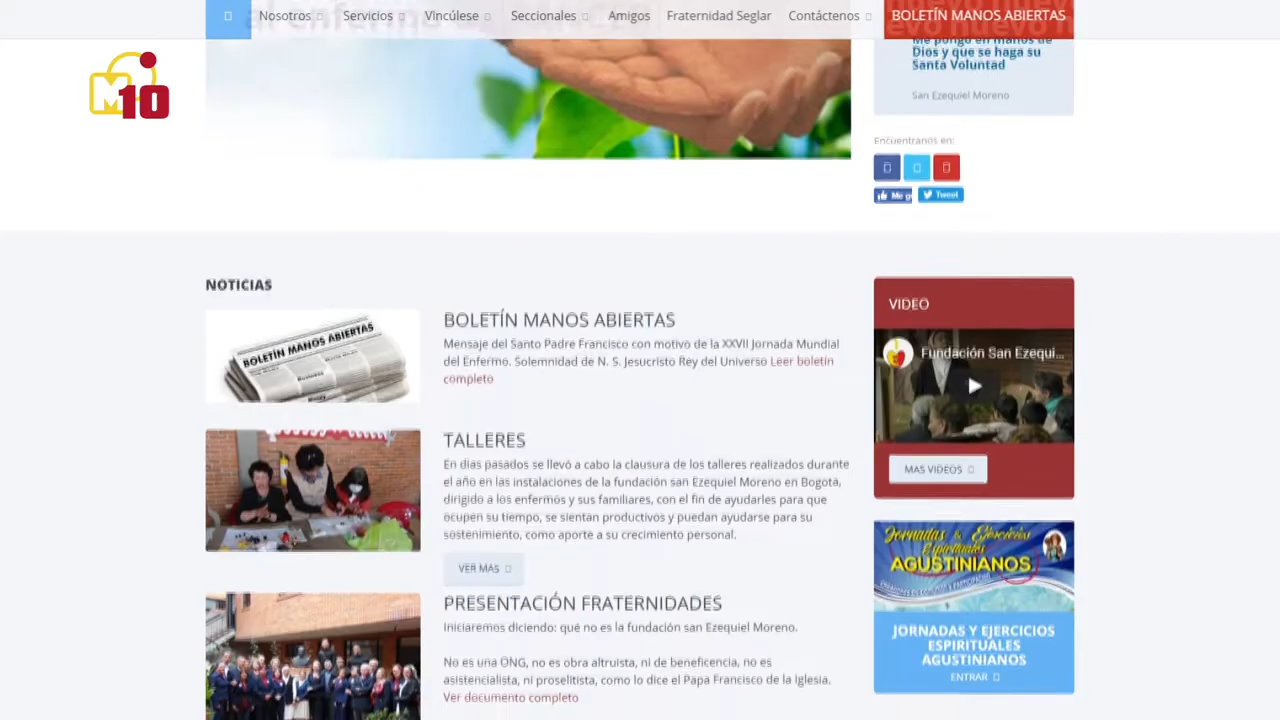 Nosotros
Servicios
Vincúlese
Seccionales
Amigos
Fraternidad Seglar
Contáctenos
BOLETÍN MANOS ABIERTAS
al enfermo
M10
Me pongo en manos de
Dios y que se haga su
Santa Voluntad
San Ezequiel Moreno
Encuentranos en:
Me g
Tweet
NOTICIAS
BOLETÍN MANOS ABIERTAS
Business
BOLETÍN MANOS ABIERTAS
Mensaje del Santo Padre Francisco con motivo de la XXVII Jornada Mundial
del Enfermo. Solemnidad de N. S. Jesucristo Rey del Universo Leer boletin
completo
TALLERES
En dias pasados se llevó a cabo la clausura de los talleres realizados durante
el año en las instalaciones de la fundación san Ezequiel Moreno en Bogota,
dirigido a los enfermos y sus familiares, con el fin de ayudarles para que
ocupen su tiempo, se sientan productivos y puedan ayudarse para su
sostenimiento, como aporte a su crecimiento personal.
VER MAS
PRESENTACIÓN FRATERNIDADES
Iniciaremos diciendo: qué no es la fundación san Ezequiel Moreno.
No es una ONG, no es obra altruista, ni de beneficencia, no es
asistencialista, ni proselitista, como lo dice el Papa Francisco de la Iglesia.
Ver documento completo
VIDEO
Fundación San Ezequi...
MAS VIDEOS
Jornadas & Ejercicios
Espirituales
AGUSTINIANOS
JORNADAS Y EJERCICIOS
ESPIRITUALES
AGUSTINIANOS
ENTRAR